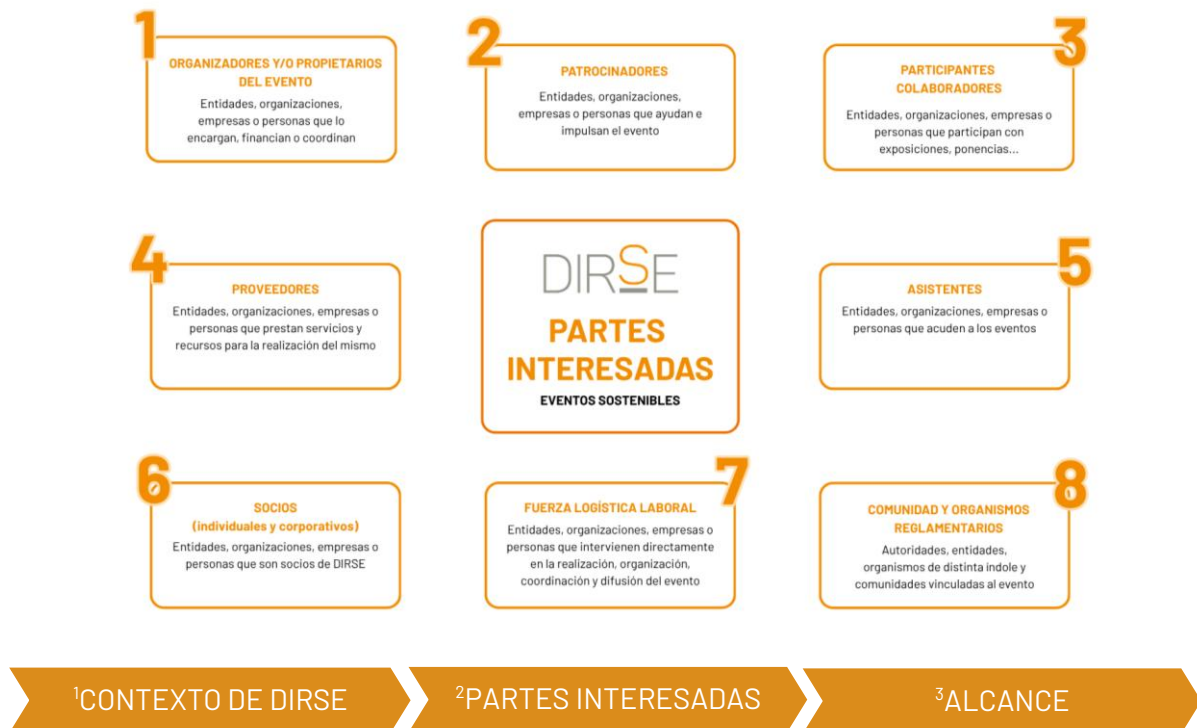 1
ORGANIZADORES Y/O PROPIETARIOS
DEL EVENTO
Entidades, organizaciones,
empresas o personas que lo
encargan, financian o coordinan
2
PATROCINADORES
Entidades, organizaciones,
empresas o personas que ayudan e
impulsan el evento
3
PARTICIPANTES
COLABORADORES
Entidades, organizaciones, empresas o
personas que participan con
exposiciones, ponencias...
4
PROVEEDORES
Entidades, organizaciones, empresas o
personas que prestan servicios y
recursos para la realización del mismo
DIRSE
PARTES
INTERESADAS
EVENTOS SOSTENIBLES
5
ASISTENTES
Entidades, organizaciones, empresas o
personas que acuden a los eventos
6
SOCIOS
(individuales y corporativos)
Entidades, organizaciones, empresas o
personas que son socios de DIRSE
7
FUERZA LOGÍSTICA LABORAL
Entidades, organizaciones, empresas o
personas que intervienen directamente
en la realización, organización,
coordinación y difusión del evento
8
COMUNIDAD Y ORGANISMOS
REGLAMENTARIOS
Autoridades, entidades,
organismos de distinta índole y
comunidades vinculadas al evento
¹CONTEXTO DE DIRSE
²PARTES INTERESADAS
³ALCANCE